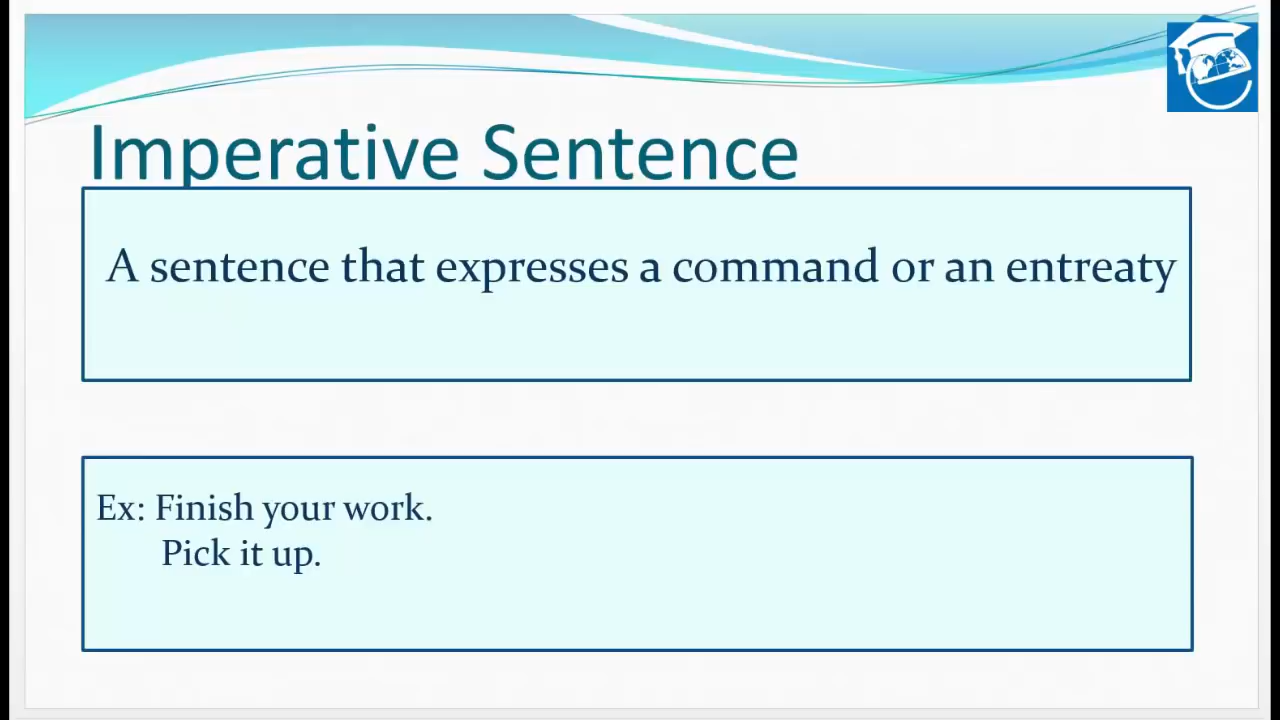 Imperative Sentence
A sentence that expresses a command or an entreaty
Ex: Finish your work.
Pick it up.